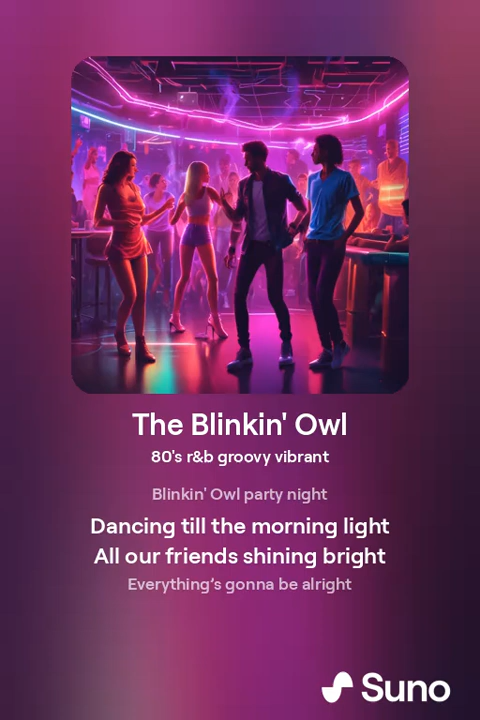 The Blinkin' Owl
80's r&b groovy vibrant
Blinkin' Owl party night
Dancing till the morning light
All our friends shining bright
Everything's gonna be alright
Suno